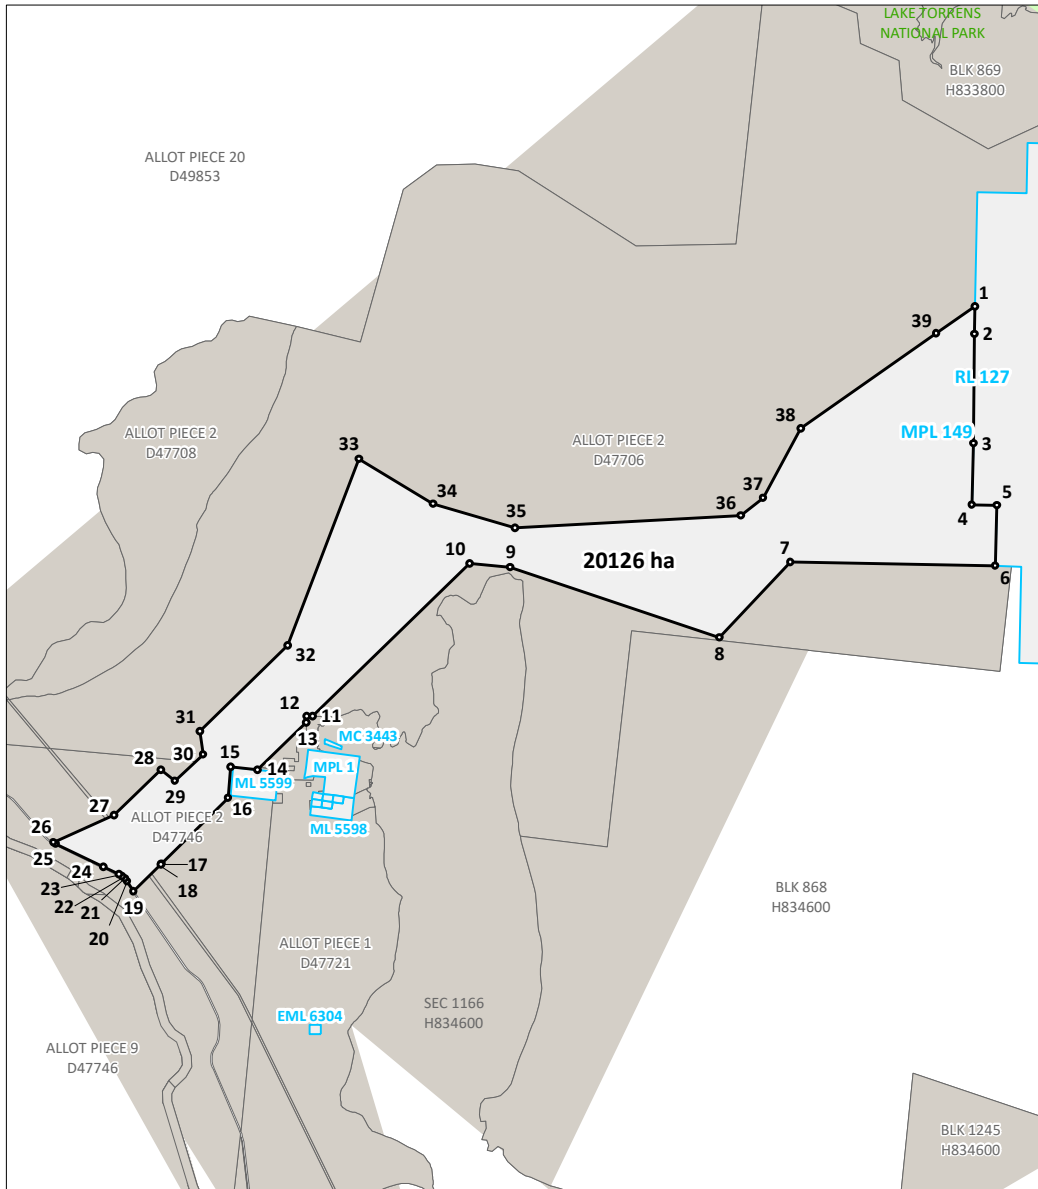 LAKE TORRENS
NATIONAL PARK
BLK 869
H833800
ALLOT PIECE 20
D49853
1
39
2
RL 127
38
MPL 149
3
ALLOT PIECE 2
D47708
ALLOT PIECE 2
D47706
33
34
35
36
37
4
5
10
9
20126 ha
7
6
8
32
31
12
11
13
MC 3443
30
28
15
14
MPL 1
29
ML 5599
16
27
ALLOT PIECE 2
D47746
ML 5598
26
25
24
17
23
18
22
21
19
20
BLK 868
H834600
ALLOT PIECE 1
D47721
SEC 1166
H834600
EML 6304
ALLOT PIECE 9
D47746
BLK 1245
H834600